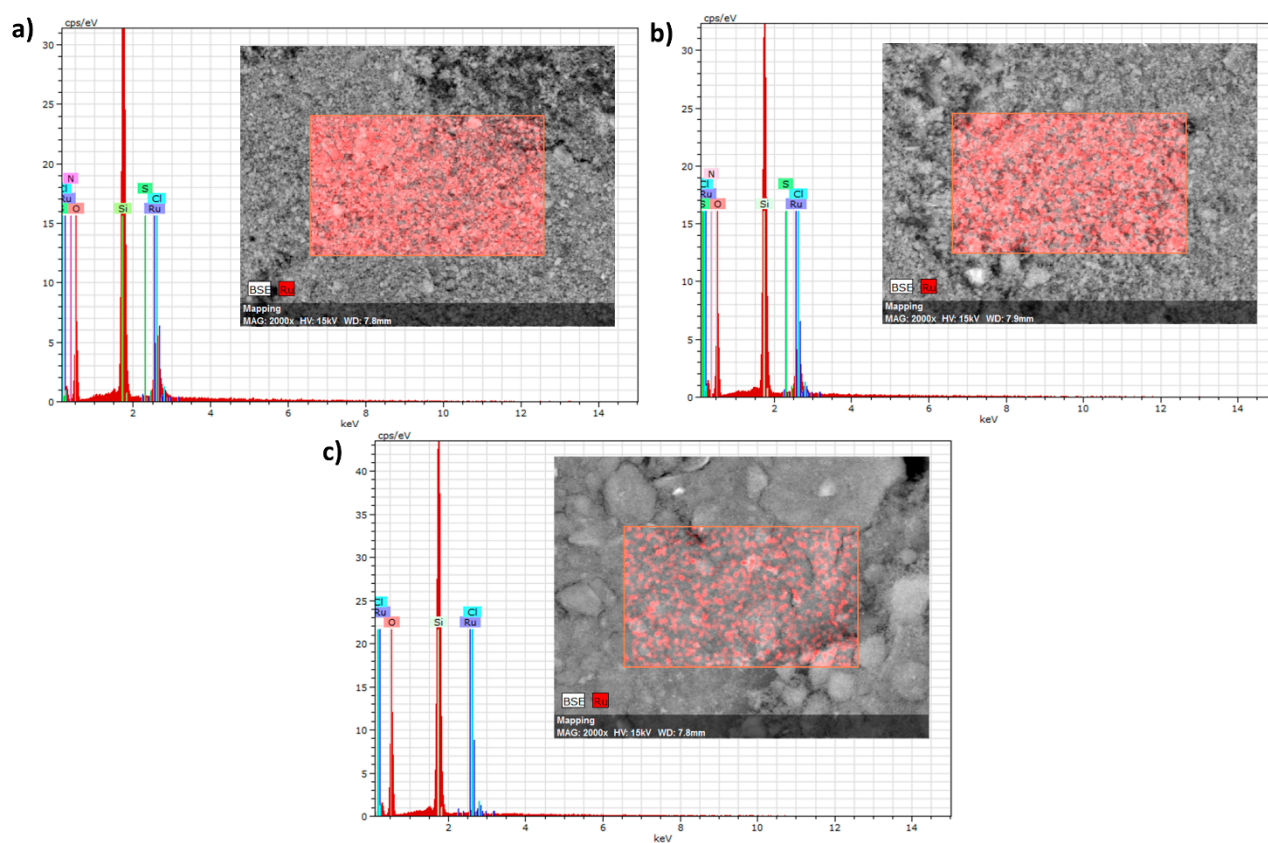 a)
cps/eV
30
25
20
15
10
5
0
N
Cl
Ru
S
O
Si
S
Cl
Ru
2
4
6
8
10
12
14
keV
BSE
Ru
Mapping
MAG: 2000x HV: 15kV WD: 7.8mm
b)
cps/eV
30
25
20
15
10
5
0
N
Cl
Ru
S
O
Si
S
Cl
Ru
2
4
6
8
10
12
14
keV
BSE
Ru
Mapping
MAG: 2000x HV: 15kV WD: 7.9mm
c)
cps/eV
40
35
30
25
20
15
10
5
0
Cl
Ru
O
Si
Cl
Ru
2
4
6
8
10
12
14
keV
BSE
Ru
Mapping
MAG: 2000x HV: 15kV WD: 7.8mm